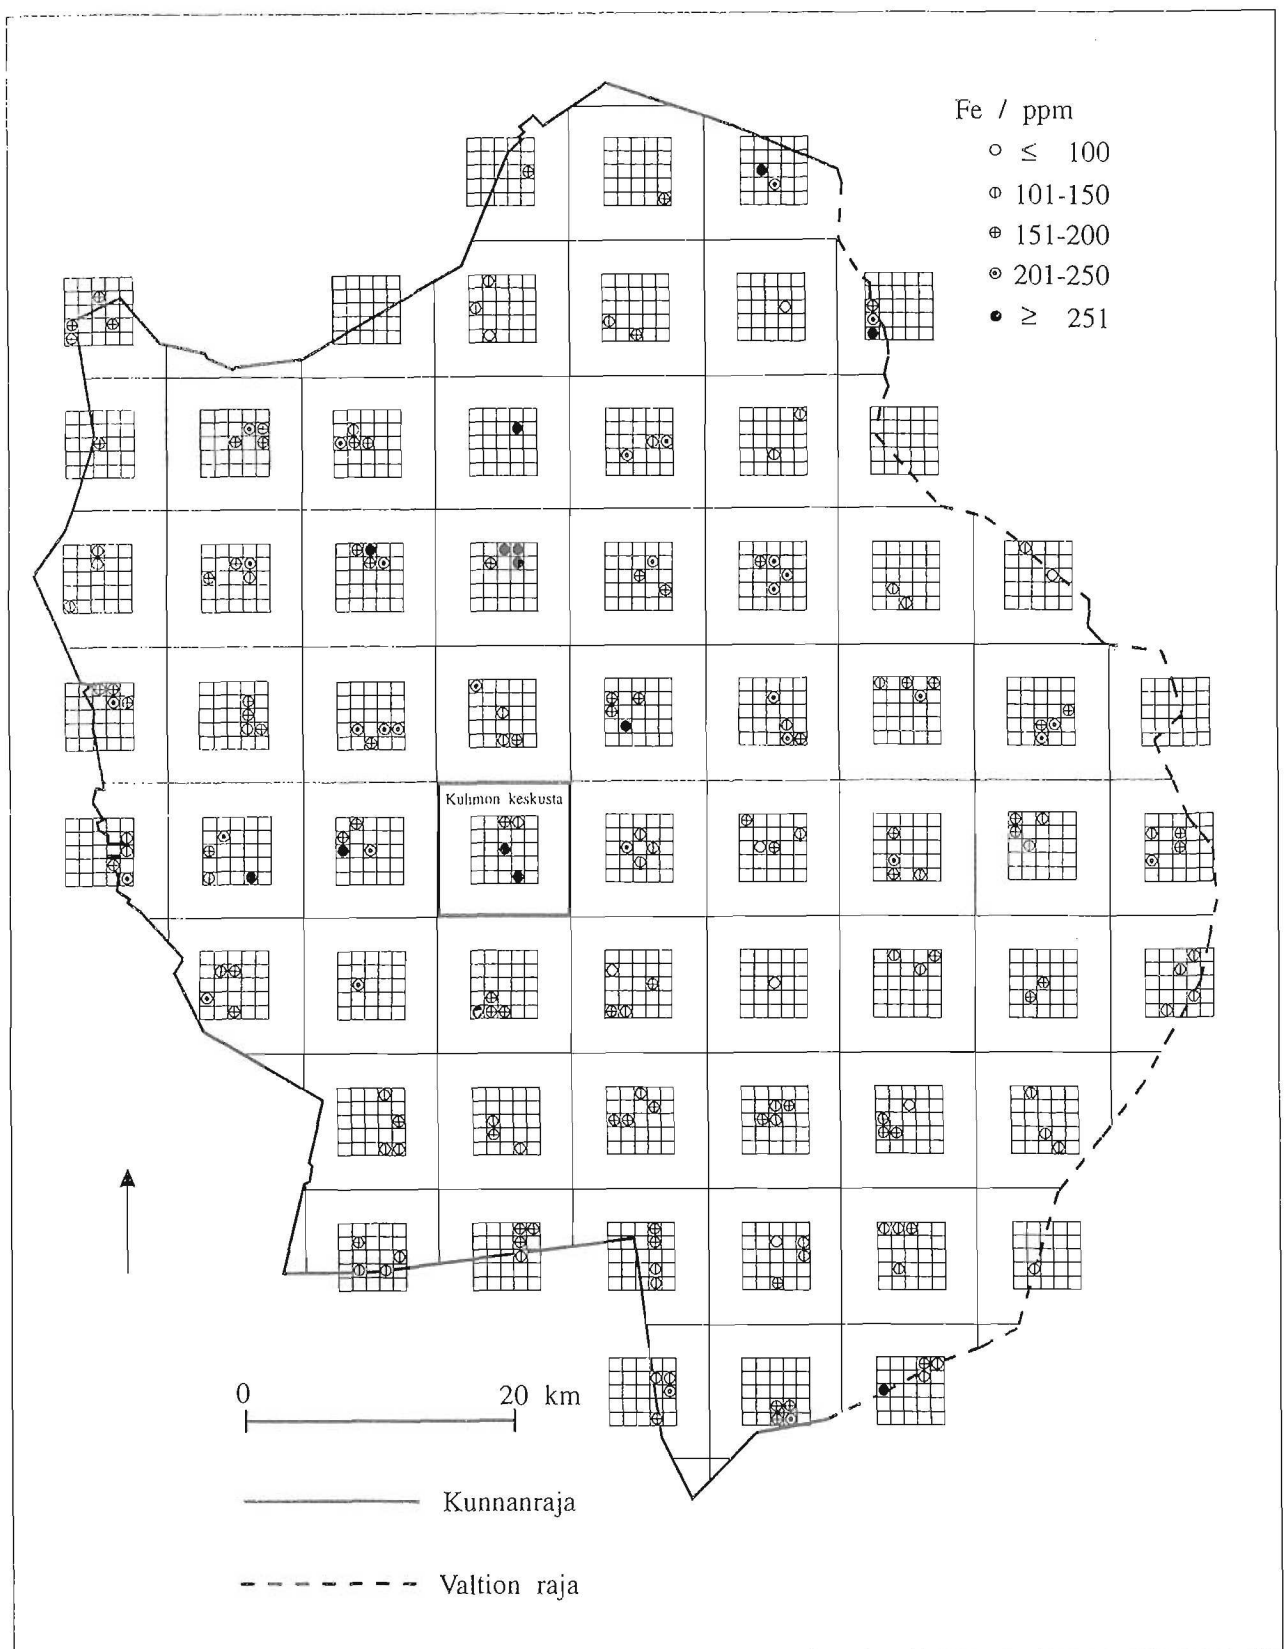 Fe / ppm
○ ≤ 100
⦶ 101-150
⊕ 151-200
⊙ 201-250
● ≥ 251
Kuhmon keskusta
0 20 km
Kunnanraja
Valtion raja